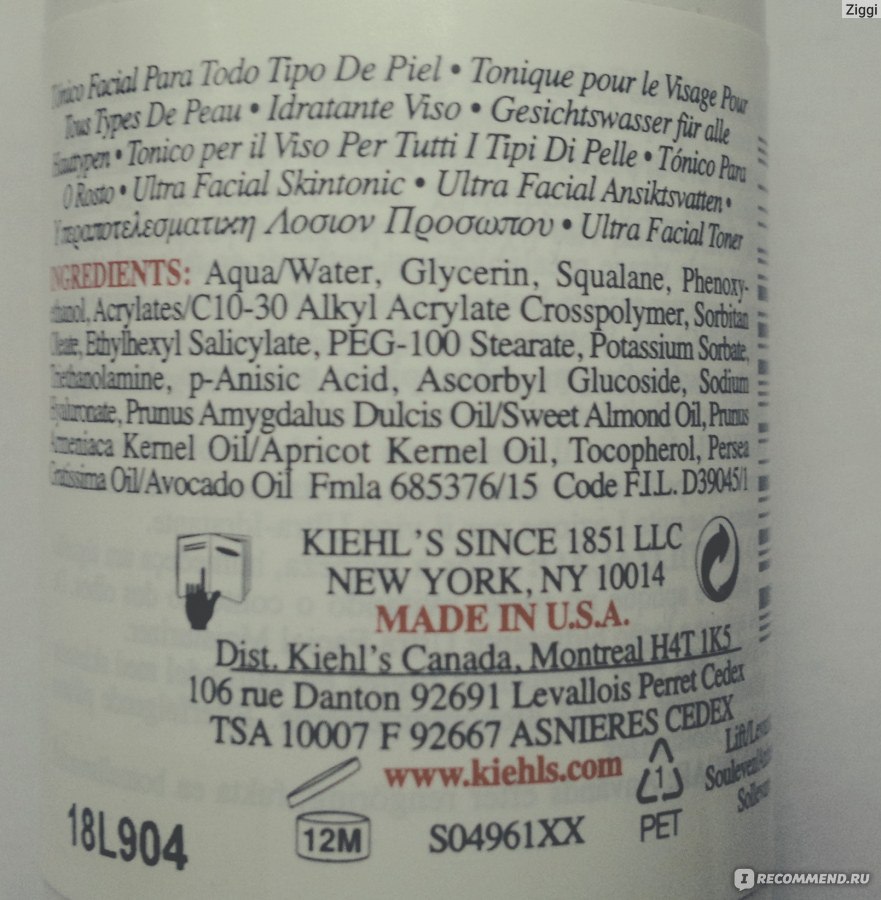 Ziggi
Tónico Facial Para Todo Tipo De Piel • Tonique pour le Visage Pour
Tous Types De Peau • Idratante Viso • Gesichtswasser für alle
Hauttypen • Tonico per il Viso Per Tutti I Tipi Di Pelle • Tónico Para
O Rosto • Ultra Facial Skintonic • Ultra Facial Ansiktsvatten •
Υπεραποτελεσματικη Λοσιον Προσωπου • Ultra Facial Toner
INGREDIENTS: Aqua/Water, Glycerin, Squalane, Phenoxy-
ethanol, Acrylates/C10-30 Alkyl Acrylate Crosspolymer, Sorbitan
Oleate, Ethylhexyl Salicylate, PEG-100 Stearate, Potassium Sorbate,
Triethanolamine, p-Anisic Acid, Ascorbyl Glucoside, Sodium
Hyaluronate, Prunus Amygdalus Dulcis Oil/Sweet Almond Oil, Prunus
Armeniaca Kernel Oil/Apricot Kernel Oil, Tocopherol, Persea
Gratissima Oil/Avocado Oil Fmla 685376/15 Code F.I.L. D39045/1
KIEHL'S SINCE 1851 LLC
NEW YORK, NY 10014
MADE IN U.S.A.
Dist. Kiehl's Canada, Montreal H4T 1K5
106 rue Danton 92691 Levallois Perret Cedex
TSA 10007 F 92667 ASNIERES CEDEX
www.kiehls.com
1
PET
18L904
12M
S04961XX
I RECOMMEND.RU